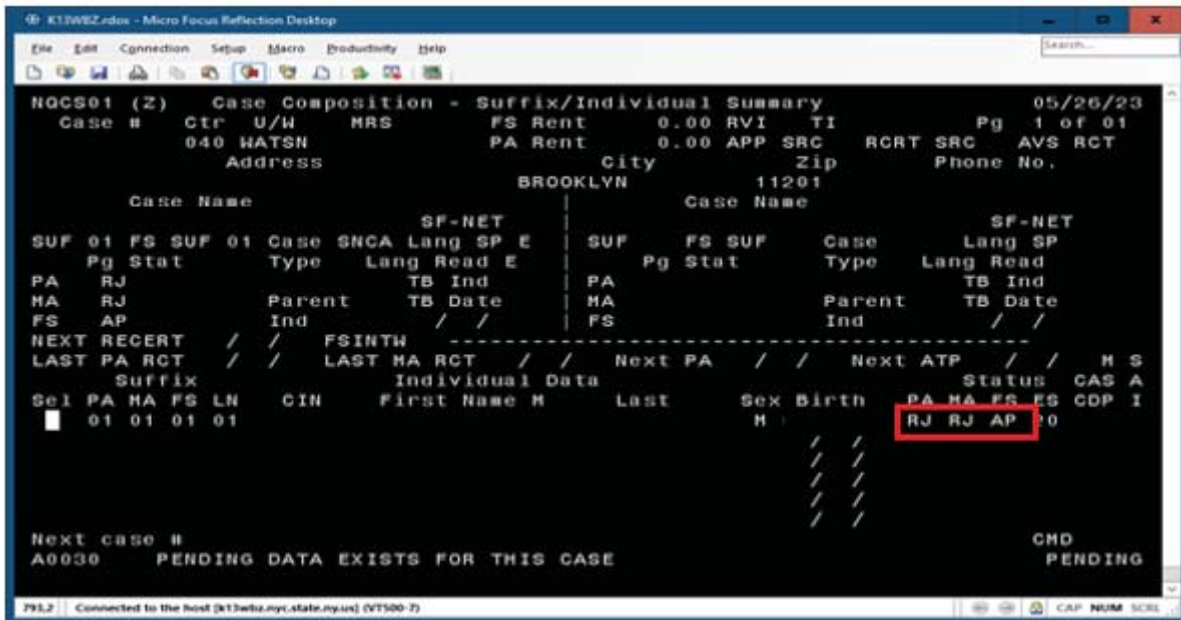 K13WBZ.rdox - Micro Focus Reflection Desktop
File Edit Connection Setup Macro Productivity Help
Search...
NQCS01 (Z) Case Composition - Suffix/Individual Summary 05/26/23
Case # Ctr U/W MRS FS Rent 0.00 RVI TI Pg 1 of 01
040 WATSN PA Rent 0.00 APP SRC RCRT SRC AVS RCT
Address City Zip Phone No.
BROOKLYN 11201
Case Name | Case Name
SF-NET | SF-NET
SUF 01 FS SUF 01 Case SNCA Lang SP E | SUF FS SUF Case Lang SP
Pg Stat Type Lang Read E | Pg Stat Type Lang Read
PA RJ TB Ind | PA TB Ind
MA RJ Parent TB Date | MA Parent TB Date
FS AP Ind / / | FS Ind / /
NEXT RECERT / / FSINTW ------------------------------------------------
LAST PA RCT / / LAST MA RCT / / Next PA / / Next ATP / / M S
Suffix Individual Data Status CAS A
Sel PA MA FS LN CIN First Name M Last Sex Birth PA MA FS ES CDP I
01 01 01 01 M RJ RJ AP 20
/ /
/ /
/ /
/ /
/ /
Next case # CMD
A0030 PENDING DATA EXISTS FOR THIS CASE PENDING
793,2 Connected to the host [k13wbz.nyc.state.ny.us] (VT500-7) CAP NUM SCRL